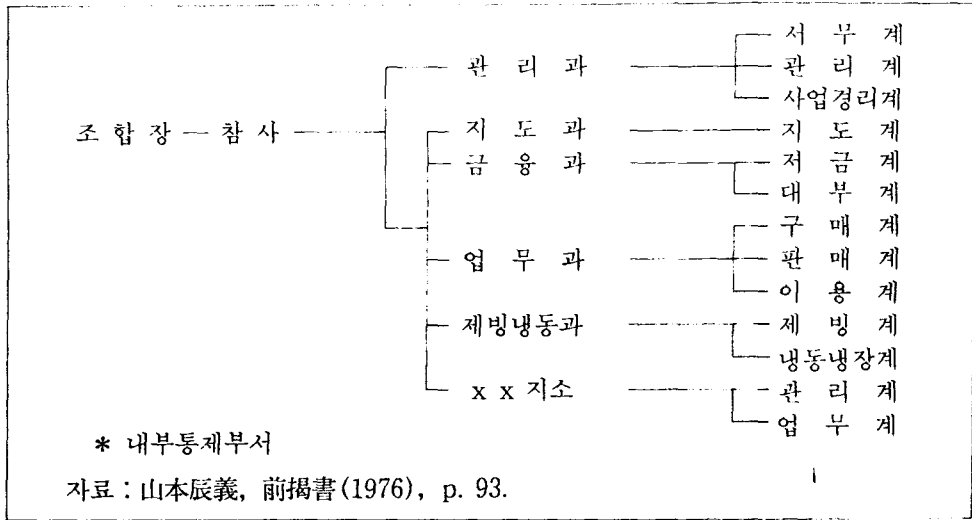 서 무 계
관 리 과 관 리 계
사업경리계
조 합 장 — 참 사
지 도 과 지 도 계
금 융 과 저 금 계
대 부 계
구 매 계
업 무 과 판 매 계
이 용 계
제빙냉동과 제 빙 계
냉동냉장계
x x 지소 관 리 계
업 무 계
* 내부통제부서
자료 : 山本辰義, 前揭書(1976), p. 93.